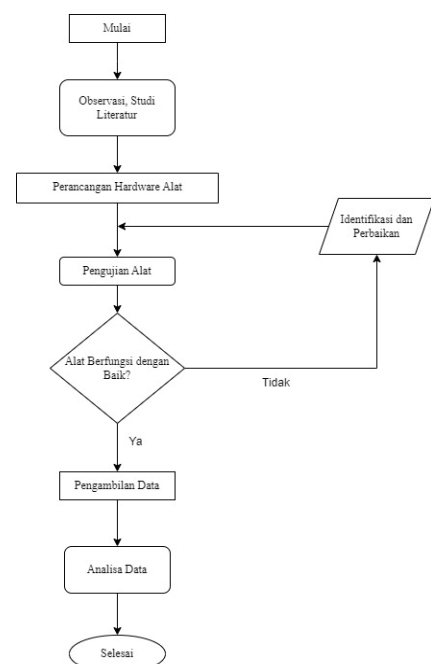 Mulai
Observasi, Studi
Literatur
Perancangan Hardware Alat
Identifikasi dan
Perbaikan
Pengujian Alat
Alat Berfungsi dengan
Baik?
Tidak
Ya
Pengambilan Data
Analisa Data
Selesai